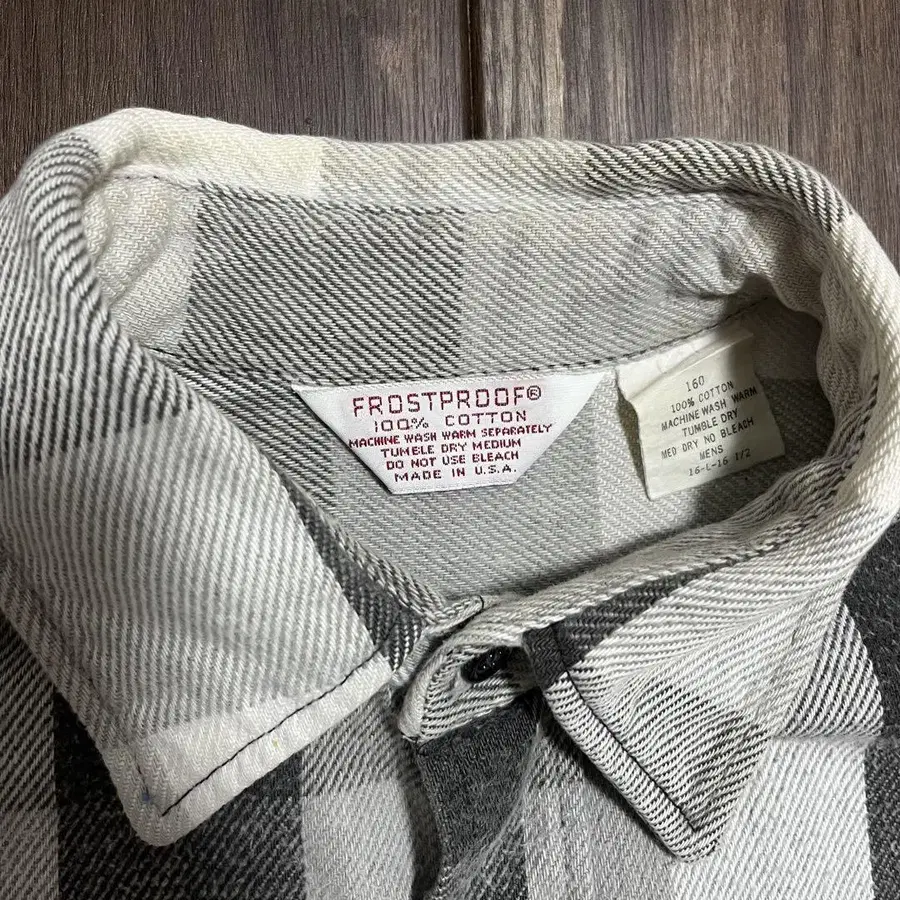 FROSTPROOF®
100% COTTON
MACHINE WASH WARM SEPARATELY
TUMBLE DRY MEDIUM
DO NOT USE BLEACH
MADE IN U.S.A.
160
100% COTTON
MACHINE WASH WARM
TUMBLE DRY
MED DRY NO BLEACH
MENS
16-L-16 1/2